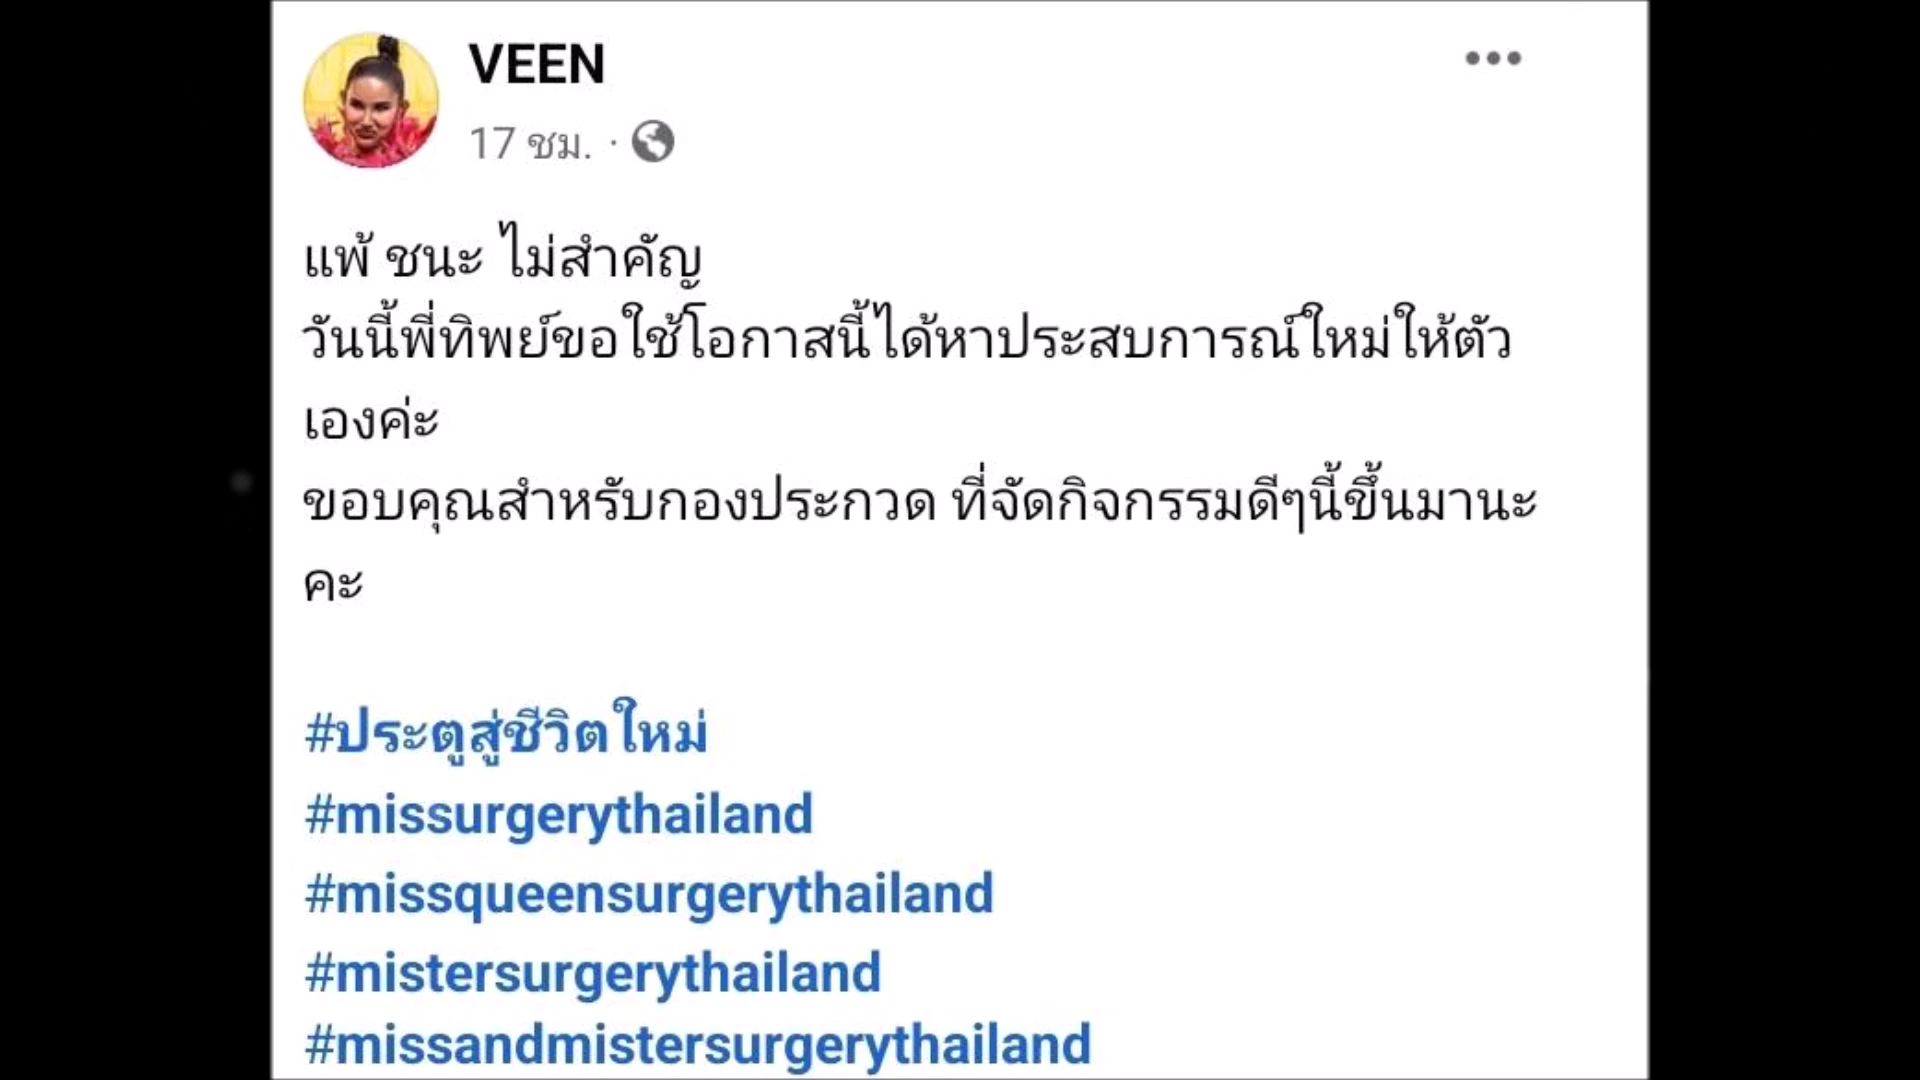 VEEN
17 ชม. ·
แพ้ ชนะ ไม่สำคัญ
วันนี้พี่ทิพย์ขอใช้โอกาสนี้ได้หาประสบการณ์ใหม่ให้ตัว
เองค่ะ
ขอบคุณสำหรับกองประกวด ที่จัดกิจกรรมดีๆนี้ขึ้นมานะ
คะ
#ประตูสู่ชีวิตใหม่
#missurgerythailand
#missqueensurgerythailand
#mistersurgerythailand
#missandmistersurgerythailand